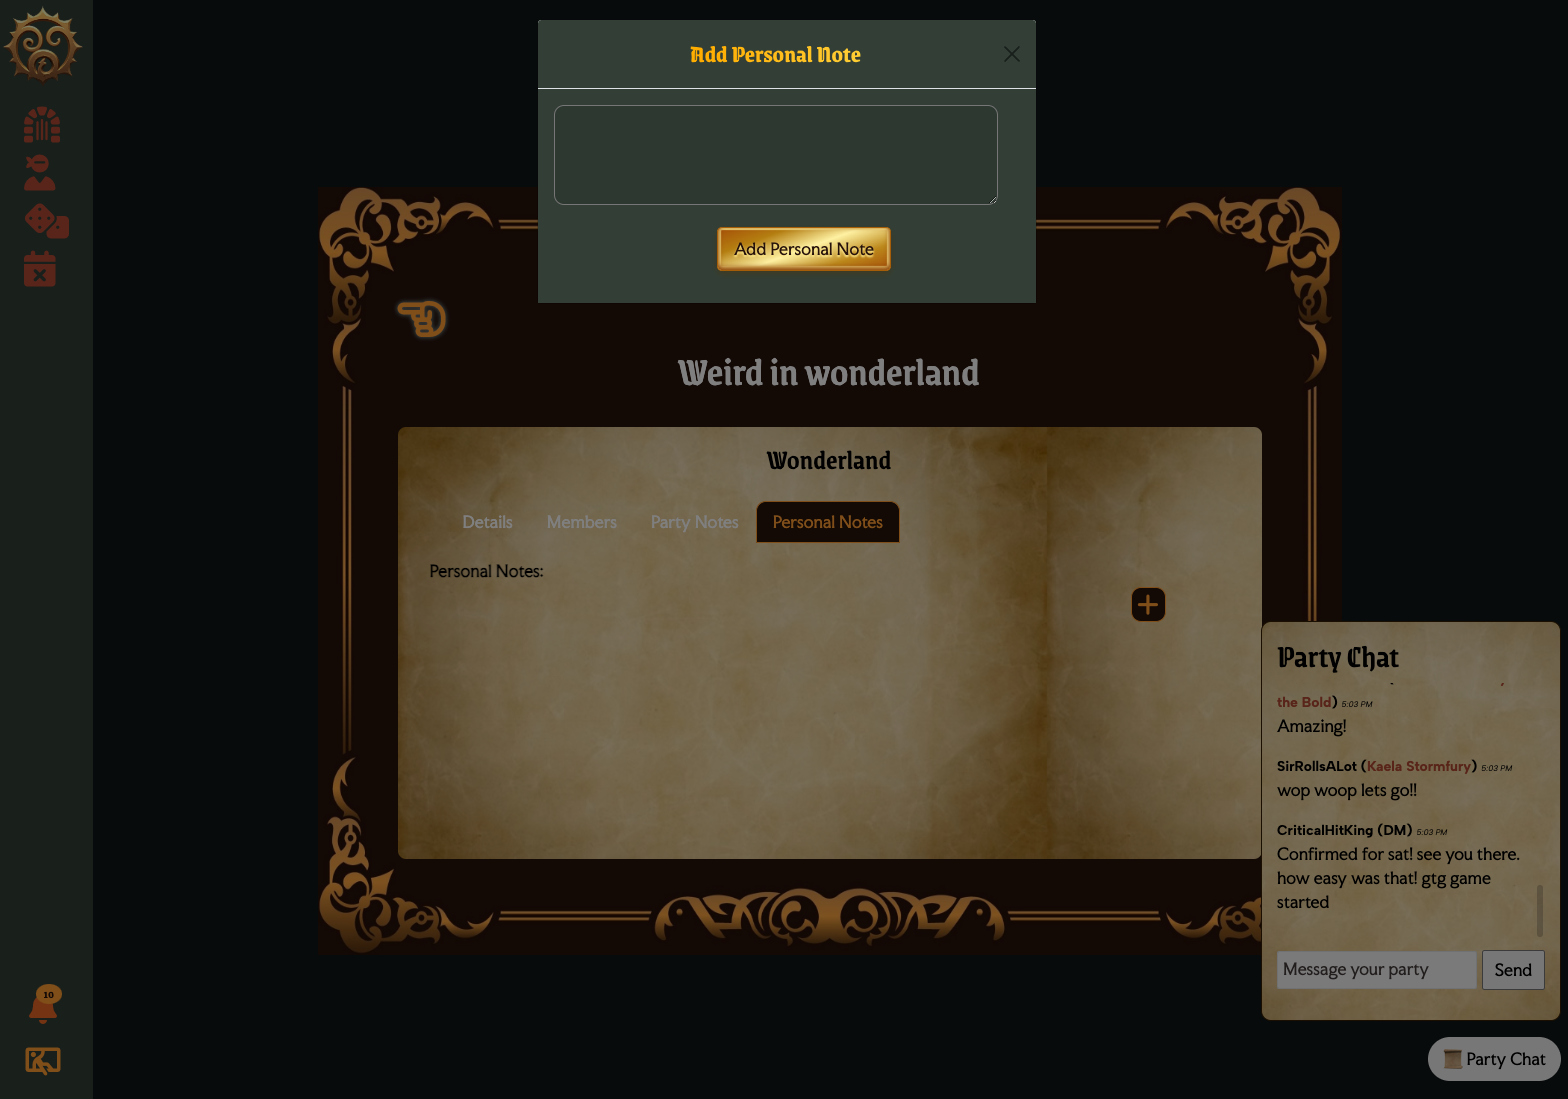 Add Personal Note
Add Personal Note
Weird in wonderland
Wonderland
Details Members Party Notes Personal Notes
Personal Notes:
Party Chat
the Bold) 5:03 PM
Amazing!
SirRollsALot (Kaela Stormfury) 5:03 PM
wop woop lets go!!
CriticalHitKing (DM) 5:03 PM
Confirmed for sat! see you there.
how easy was that! gtg game
started
Message your party Send
10
Party Chat